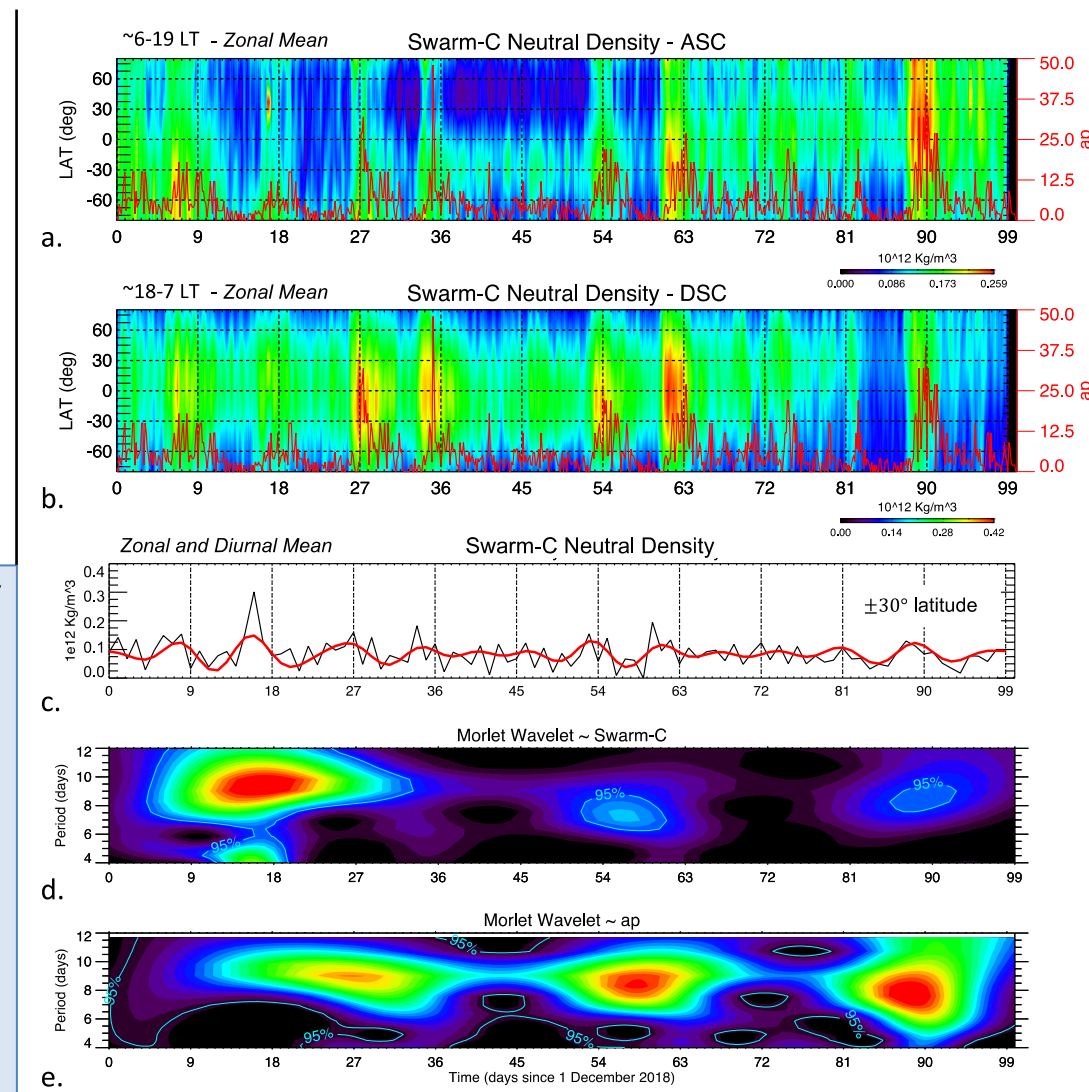 ~6-19 LT - Zonal Mean Swarm-C Neutral Density - ASC
60
30
0
-30
-60
LAT (deg)
50.0
37.5
25.0
12.5
0.0
ap
a.
0 9 18 27 36 45 54 63 72 81 90 99
10^12 Kg/m^3
0.000 0.086 0.173 0.259
~18-7 LT - Zonal Mean Swarm-C Neutral Density - DSC
60
30
0
-30
-60
LAT (deg)
50.0
37.5
25.0
12.5
0.0
ap
b.
0 9 18 27 36 45 54 63 72 81 90 99
10^12 Kg/m^3
0.00 0.14 0.28 0.42
Zonal and Diurnal Mean Swarm-C Neutral Density
±30° latitude
0.4
0.3
0.2
0.1
0.0
1e12 Kg/m^3
c.
0 9 18 27 36 45 54 63 72 81 90 99
Morlet Wavelet ~ Swarm-C
12
10
8
6
4
Period (days)
95%
95%
95%
d.
0 9 18 27 36 45 54 63 72 81 90 99
Morlet Wavelet ~ ap
12
10
8
6
4
Period (days)
95%
95%
95%
95%
0 9 18 27 36 45 54 63 72 81 90 99
e.
Time (days since 1 December 2018)